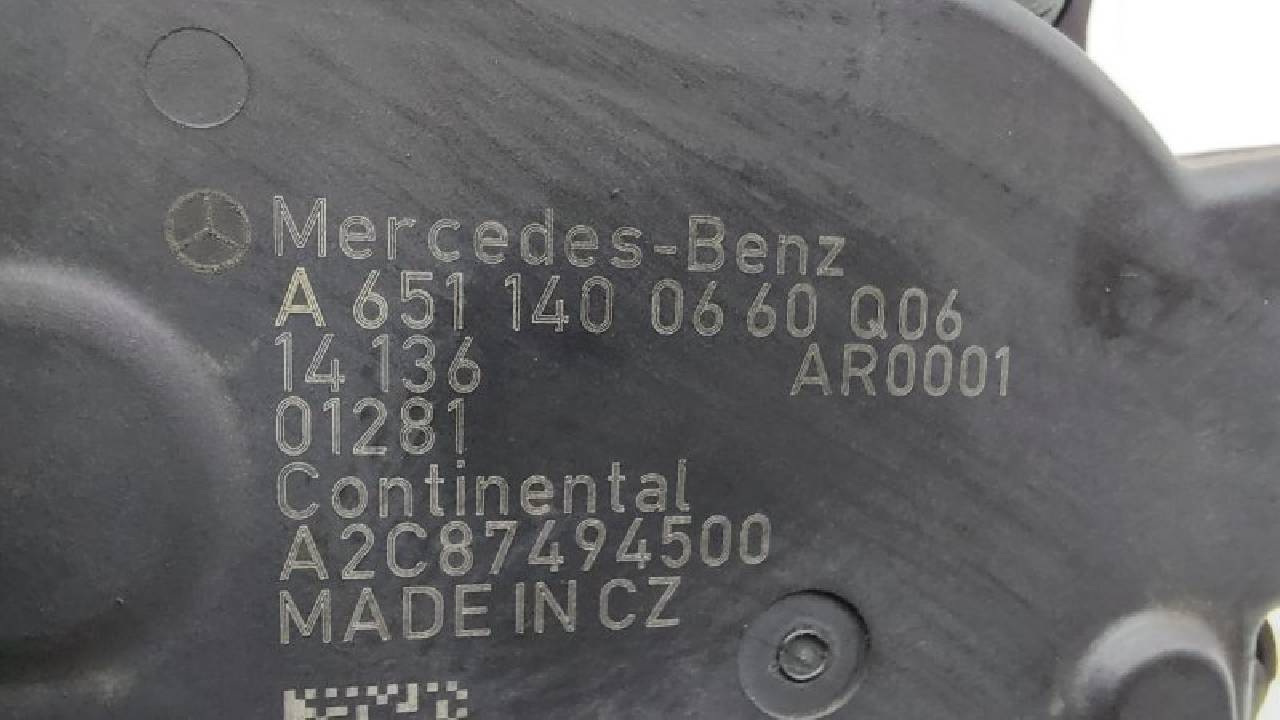 Mercedes-Benz
A 651 140 06 60 Q06
14 136 AR0001
01281
Continental
A2C87494500
MADE IN CZ